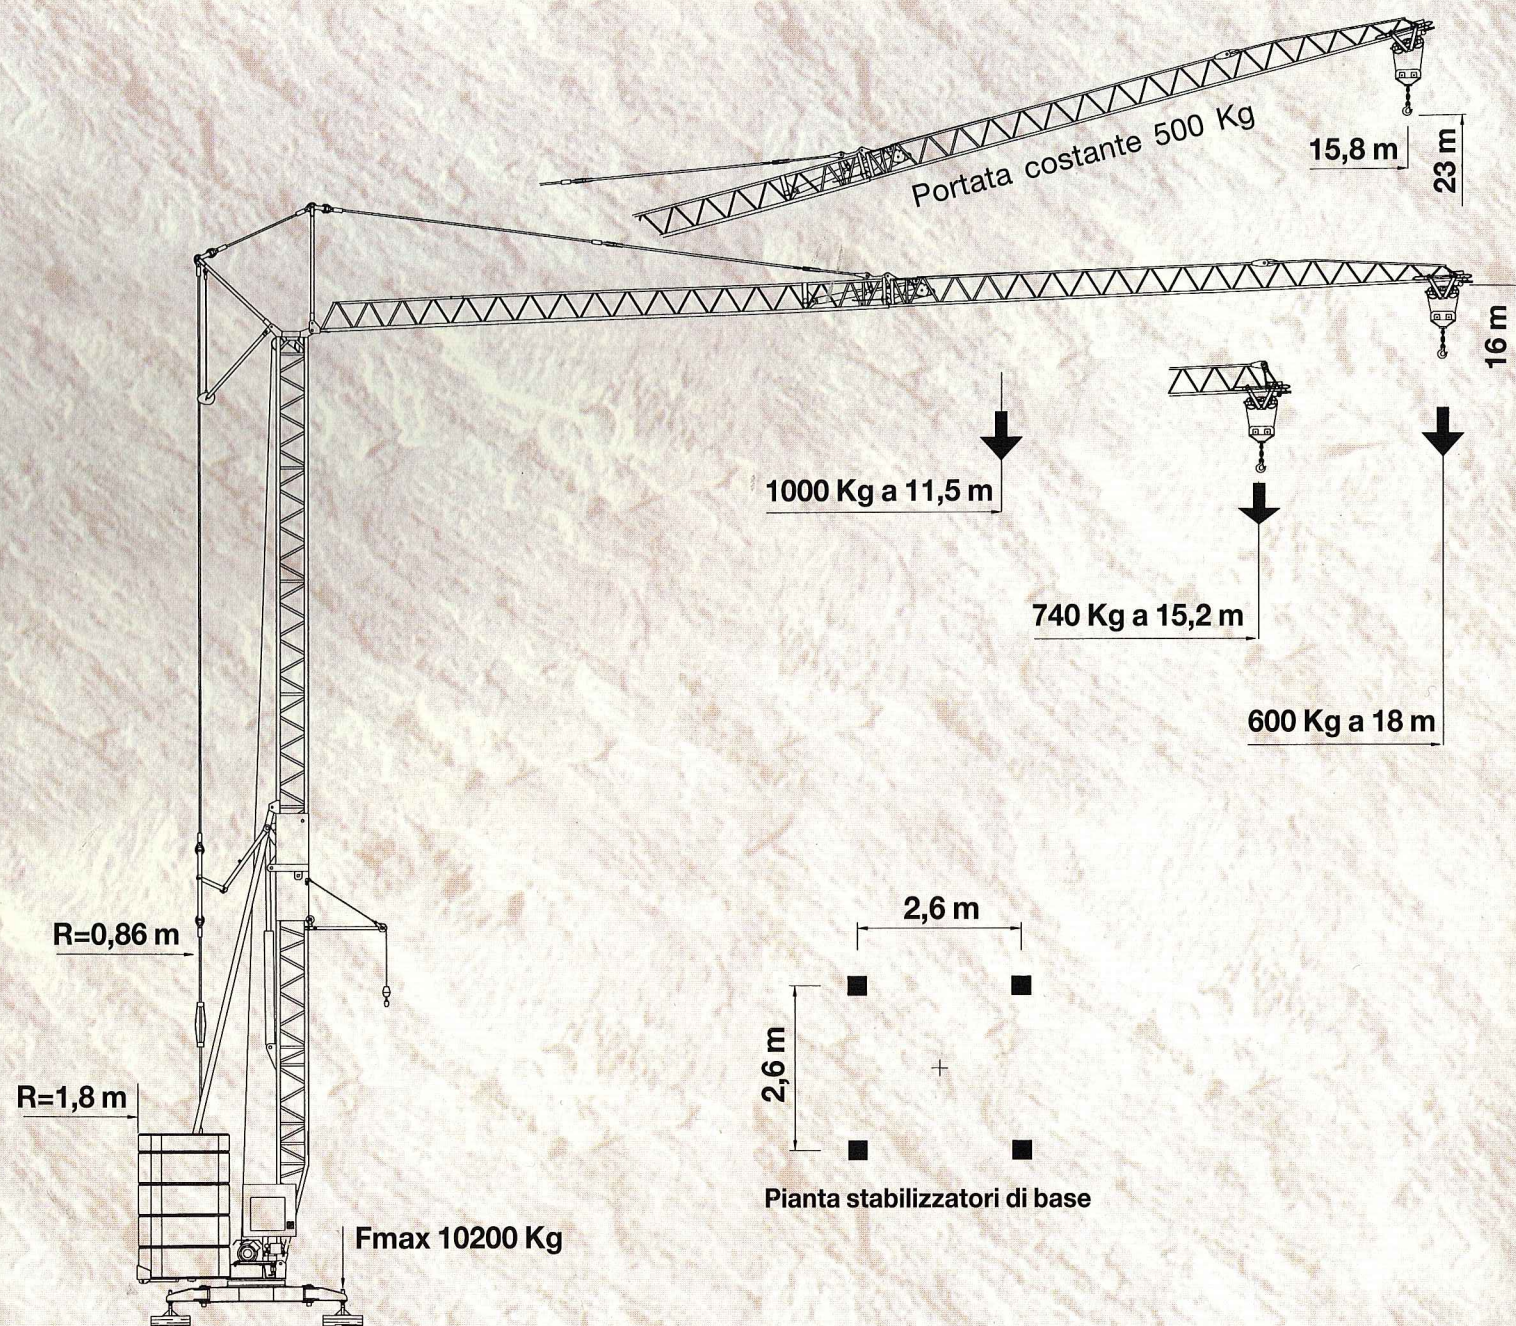 Portata costante 500 Kg
15,8 m
23 m
16 m
1000 Kg a 11,5 m
740 Kg a 15,2 m
600 Kg a 18 m
R=0,86 m
2,6 m
2,6 m
R=1,8 m
Pianta stabilizzatori di base
Fmax 10200 Kg